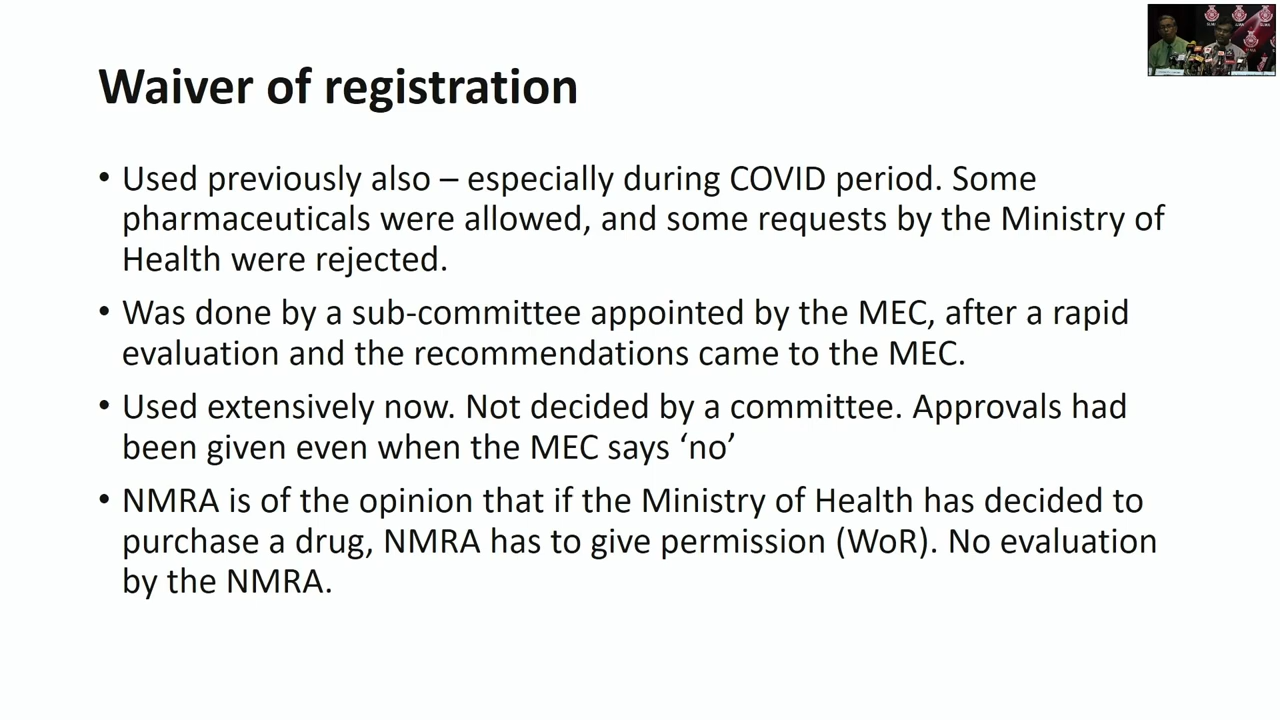 Waiver of registration
• Used previously also – especially during COVID period. Some
pharmaceuticals were allowed, and some requests by the Ministry of
Health were rejected.
• Was done by a sub-committee appointed by the MEC, after a rapid
evaluation and the recommendations came to the MEC.
• Used extensively now. Not decided by a committee. Approvals had
been given even when the MEC says ‘no’
• NMRA is of the opinion that if the Ministry of Health has decided to
purchase a drug, NMRA has to give permission (WoR). No evaluation
by the NMRA.